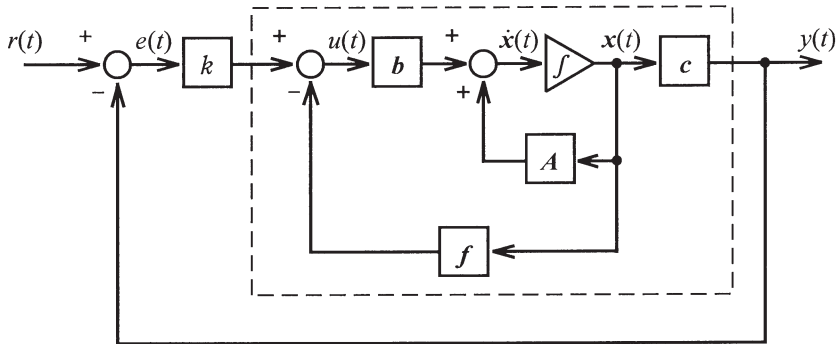 r(t) + e(t) k + u(t) b + ẋ(t) ∫ x(t) c y(t)
− − +
A
f